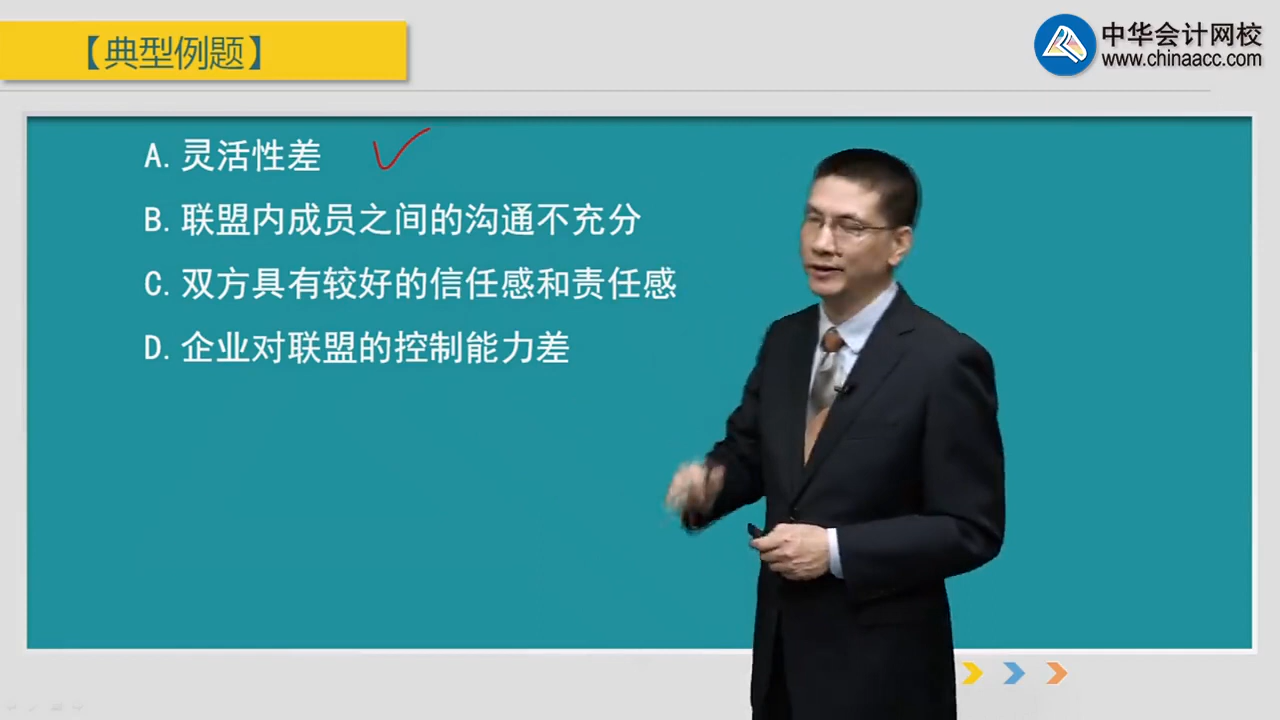 【典型例题】
中华会计网校
www.chinaacc.com
A. 灵活性差
B. 联盟内成员之间的沟通不充分
C. 双方具有较好的信任感和责任感
D. 企业对联盟的控制能力差